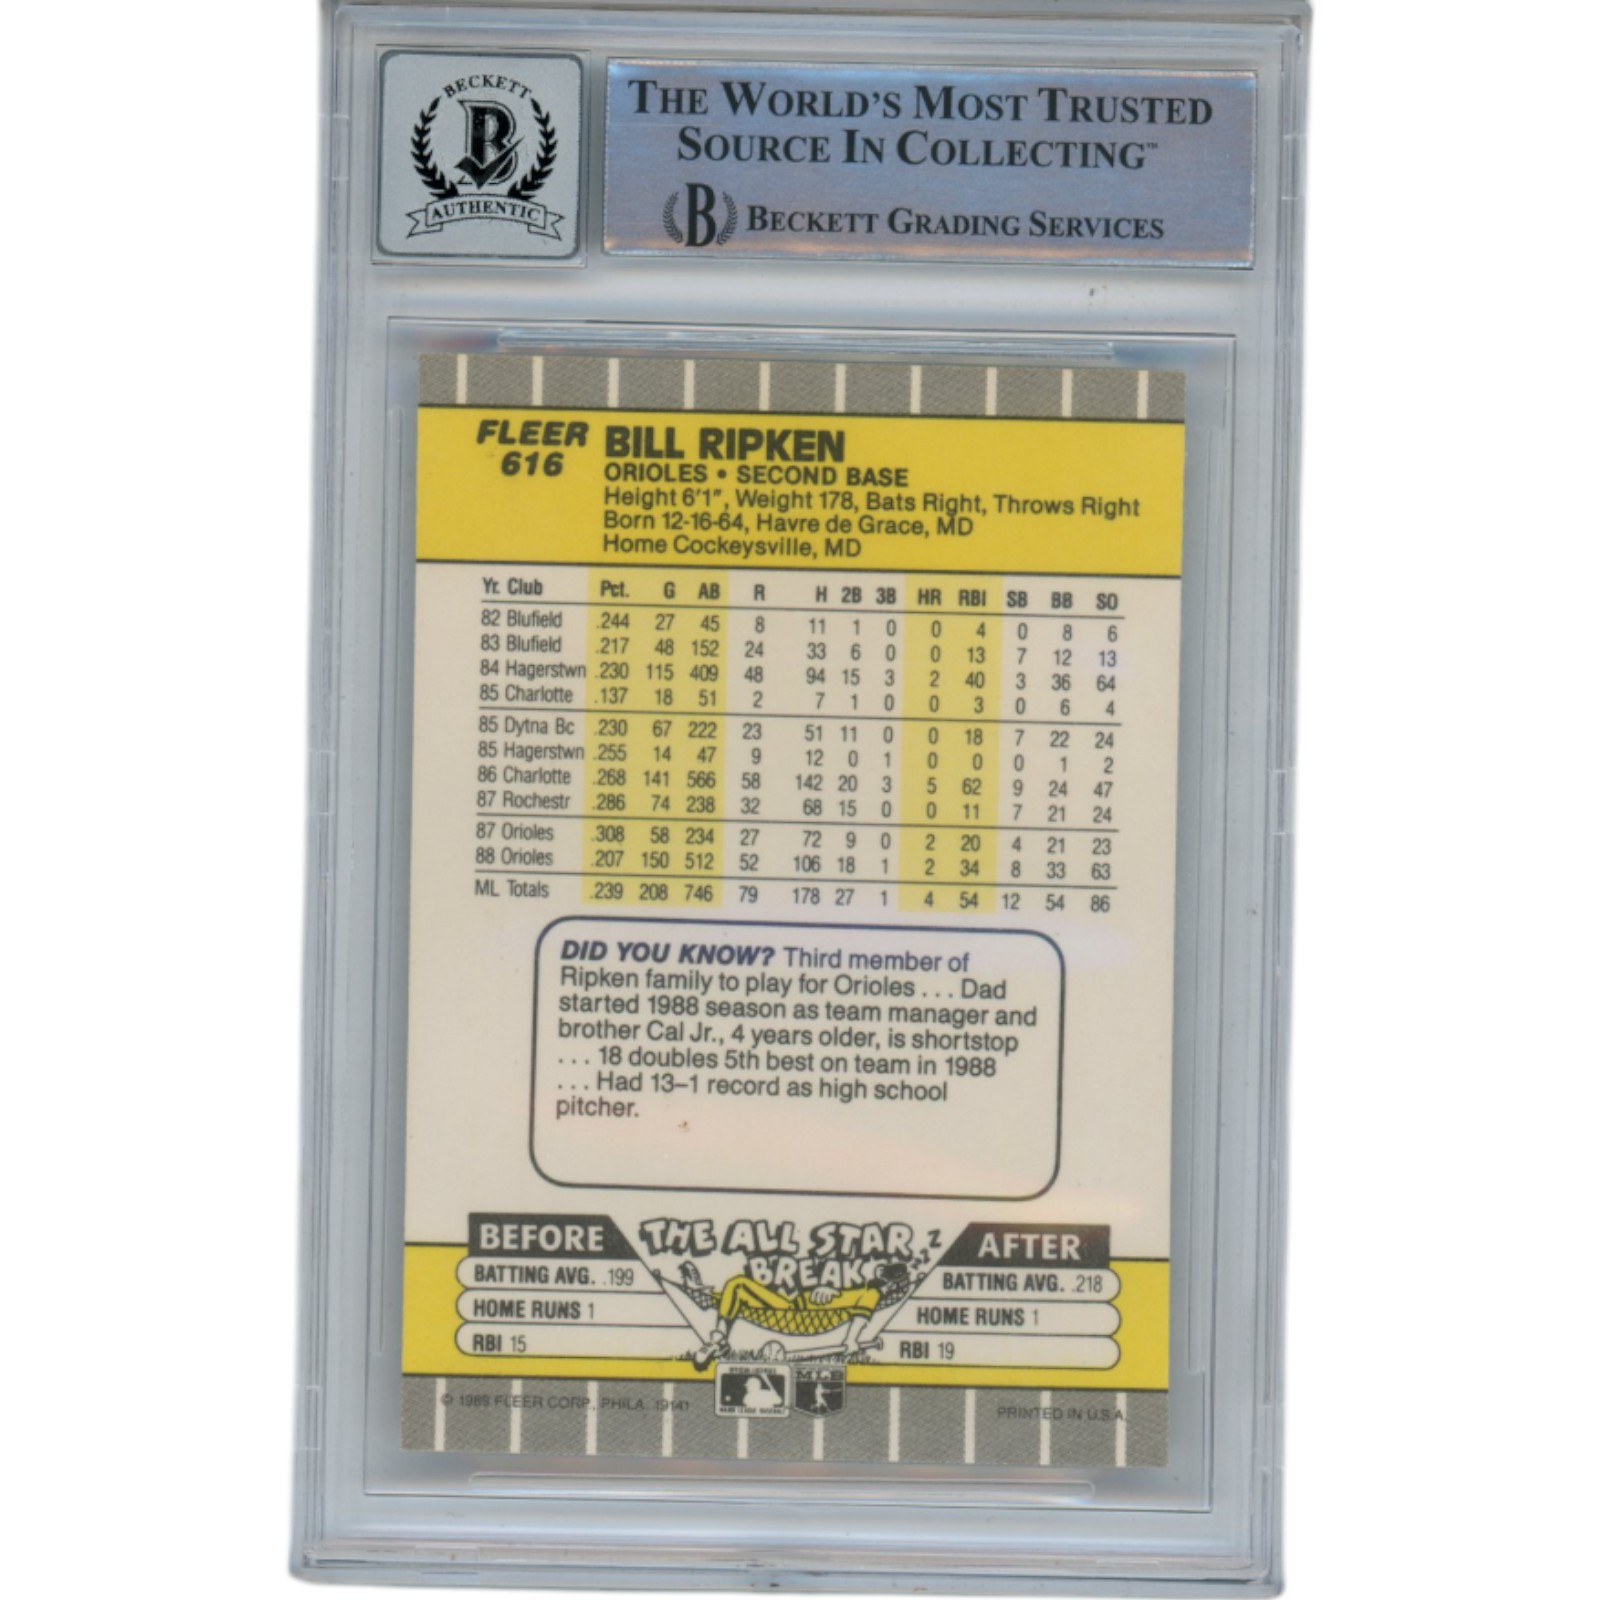 BECKETT
B
AUTHENTIC
THE WORLD'S MOST TRUSTED
SOURCE IN COLLECTING™
B BECKETT GRADING SERVICES
FLEER
616
BILL RIPKEN
ORIOLES • SECOND BASE
Height 6'1", Weight 178, Bats Right, Throws Right
Born 12-16-64, Havre de Grace, MD
Home Cockeysville, MD
Yr. Club Pct. G AB R H 2B 3B HR RBI SB BB SO
82 Blufield .244 27 45 8 11 1 0 0 4 0 8 6
83 Blufield .217 48 152 24 33 6 0 0 13 7 12 13
84 Hagerstwn .230 115 409 48 94 15 3 2 40 3 36 64
85 Charlotte .137 18 51 2 7 1 0 0 3 0 6 4
85 Dytna Bc .230 67 222 23 51 11 0 0 18 7 22 24
85 Hagerstwn .255 14 47 9 12 0 1 0 0 0 1 2
86 Charlotte .268 141 566 58 142 20 3 5 62 9 24 47
87 Rochestr .286 74 238 32 68 15 0 0 11 7 21 24
87 Orioles .308 58 234 27 72 9 0 2 20 4 21 23
88 Orioles .207 150 512 52 106 18 1 2 34 8 33 63
ML Totals .239 208 746 79 178 27 1 4 54 12 54 86
DID YOU KNOW? Third member of
Ripken family to play for Orioles . . . Dad
started 1988 season as team manager and
brother Cal Jr., 4 years older, is shortstop
. . . 18 doubles 5th best on team in 1988
. . . Had 13–1 record as high school
pitcher.
BEFORE THE ALL STAR BREAK AFTER
BATTING AVG. .199 BATTING AVG. .218
HOME RUNS 1 HOME RUNS 1
RBI 15 RBI 19
MLB
© 1989 FLEER CORP., PHILA. 19141 PRINTED IN U.S.A.